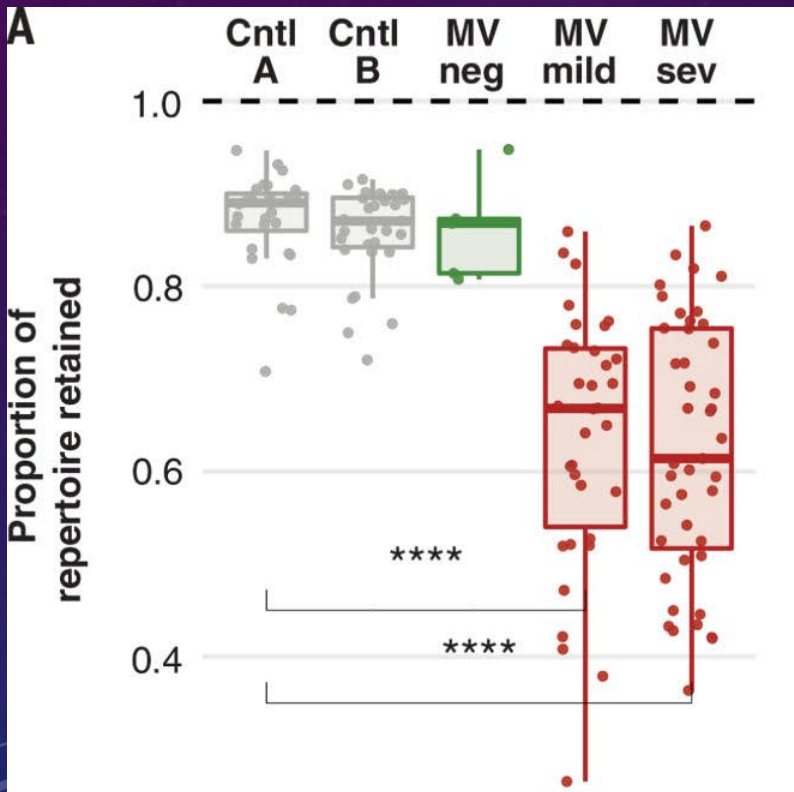 A
Cntl A
Cntl B
MV neg
MV mild
MV sev
1.0
0.8
0.6
0.4
Proportion of
repertoire retained
****
****